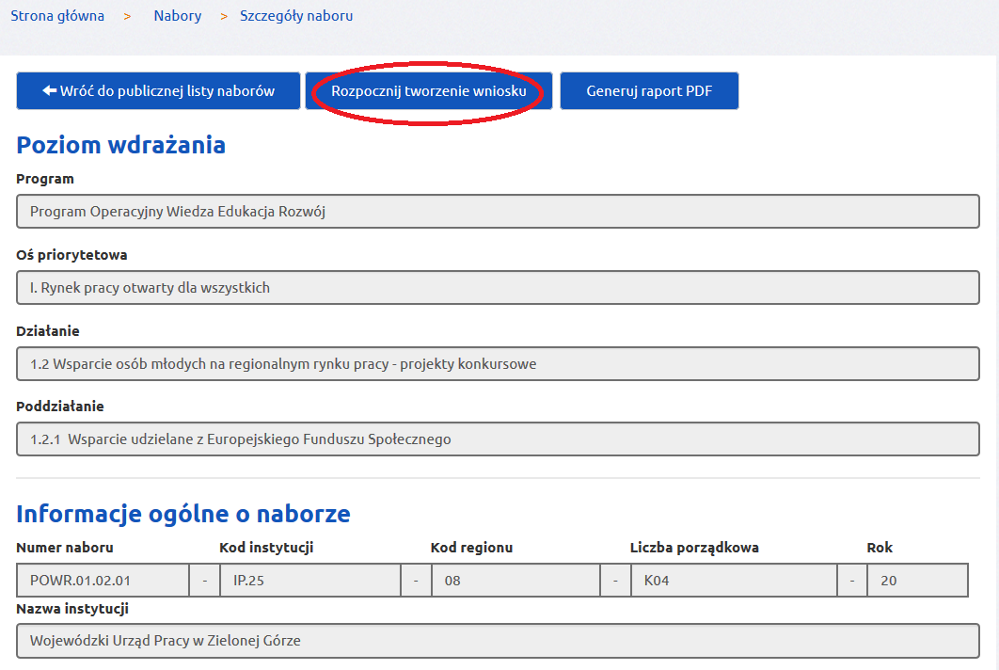 Strona główna > Nabory > Szczegóły naboru
Wróć do publicznej listy naborów Rozpocznij tworzenie wniosku Generuj raport PDF
Poziom wdrażania
Program
Program Operacyjny Wiedza Edukacja Rozwój
Oś priorytetowa
I. Rynek pracy otwarty dla wszystkich
Działanie
1.2 Wsparcie osób młodych na regionalnym rynku pracy - projekty konkursowe
Poddziałanie
1.2.1 Wsparcie udzielane z Europejskiego Funduszu Społecznego
Informacje ogólne o naborze
Numer naboru Kod instytucji Kod regionu Liczba porządkowa Rok
POWR.01.02.01 - IP.25 - 08 - K04 - 20
Nazwa instytucji
Wojewódzki Urząd Pracy w Zielonej Górze